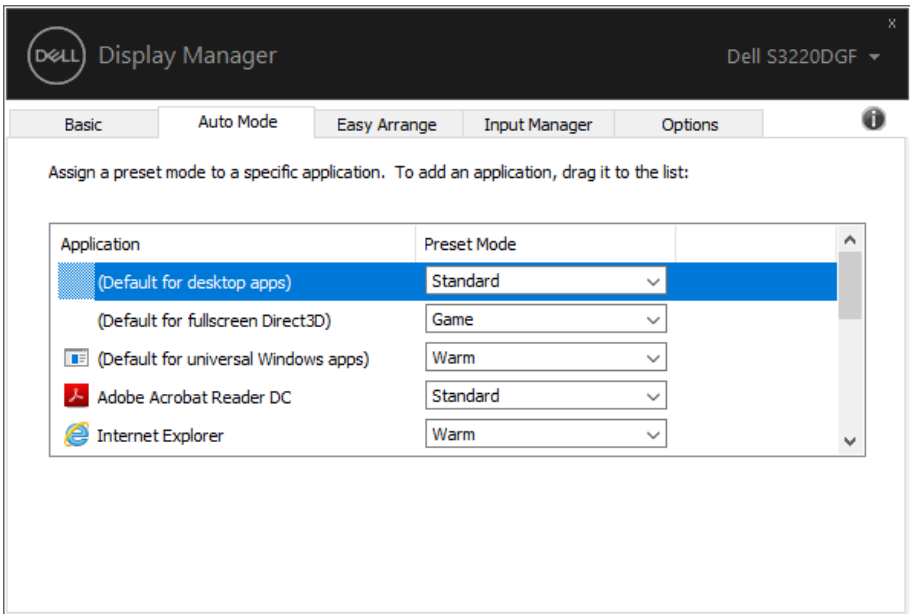 x
DELL Display Manager Dell S3220DGF
Basic Auto Mode Easy Arrange Input Manager Options
Assign a preset mode to a specific application. To add an application, drag it to the list:
Application Preset Mode
(Default for desktop apps) Standard
(Default for fullscreen Direct3D) Game
(Default for universal Windows apps) Warm
Adobe Acrobat Reader DC Standard
Internet Explorer Warm